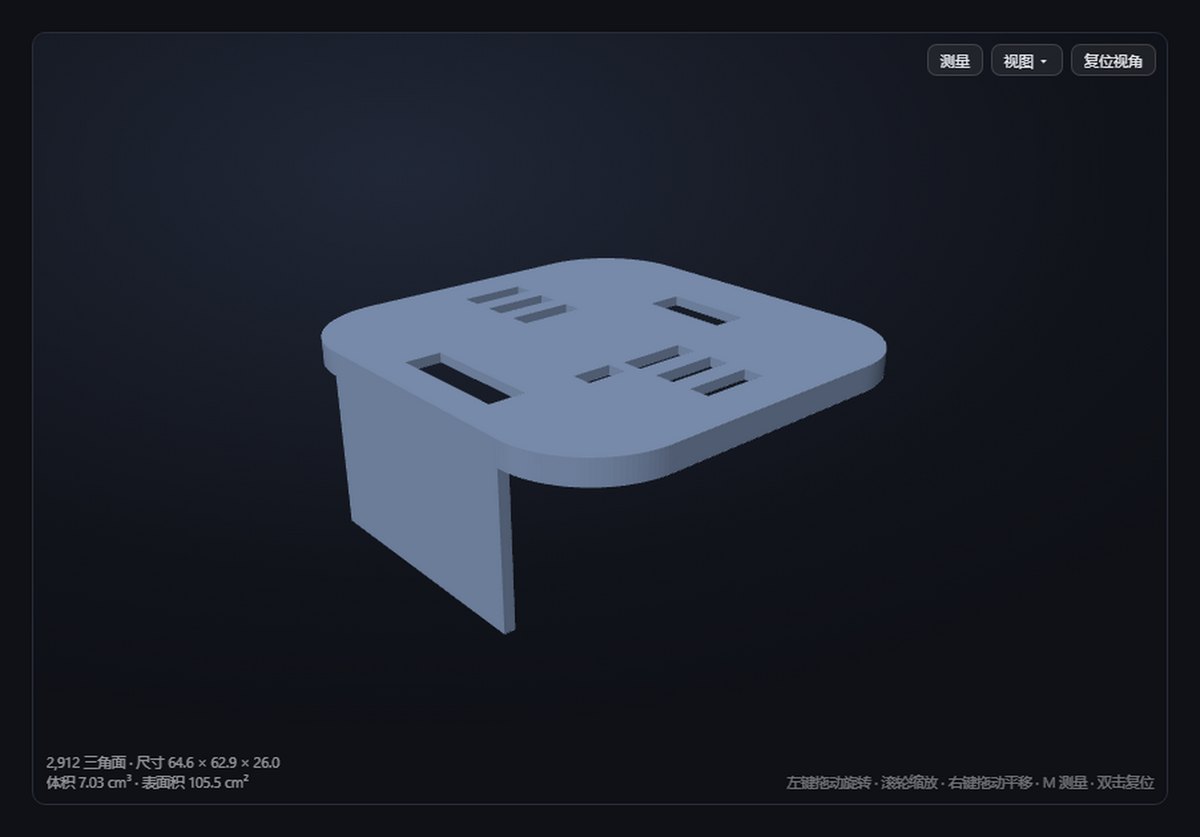 测量
视图
复位视角
2,912 三角面 · 尺寸 64.6 × 62.9 × 26.0
体积 7.03 cm³ · 表面积 105.5 cm²
左键拖动旋转 · 滚轮缩放 · 右键拖动平移 · M 测量 · 双击复位